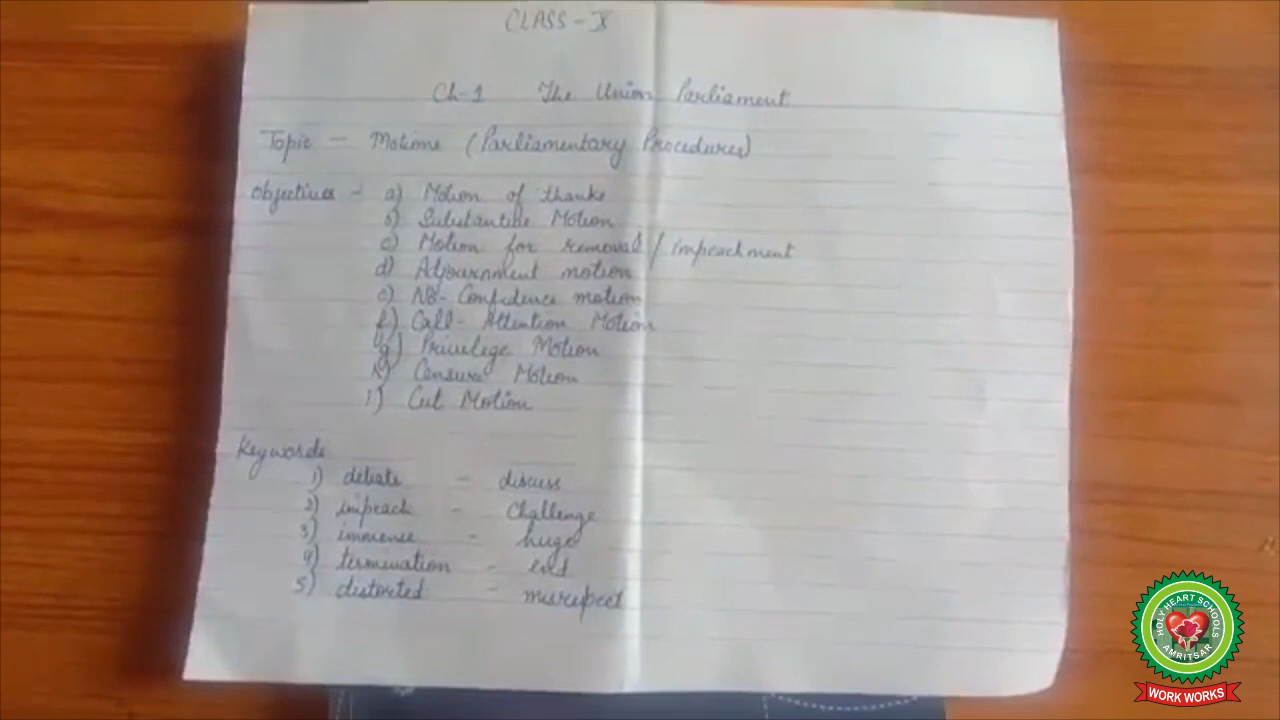 CLASS - X
Ch-1 The Union Parliament
Topic - Motions (Parliamentary Procedures)
Objectives - a) Motion of thanks
b) Substantive Motion
c) Motion for removal / impeachment
d) Adjournment motion
e) No-Confidence motion
f) Call-Attention Motion
g) Privilege Motion
h) Censure Motion
i) Cut Motion
Keywords
1) debate - discuss
2) impeach - Challenge
3) immense - huge
4) termination - end
5) distorted -
HOLY HEART SCHOOLS
AMRITSAR
WORK WORKS